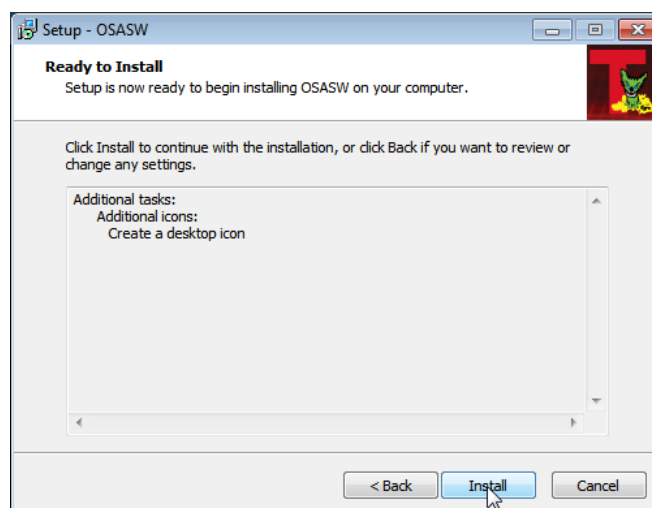 Setup - OSASW
Ready to Install
Setup is now ready to begin installing OSASW on your computer.
Click Install to continue with the installation, or click Back if you want to review or
change any settings.
Additional tasks:
Additional icons:
Create a desktop icon
< Back
Install
Cancel